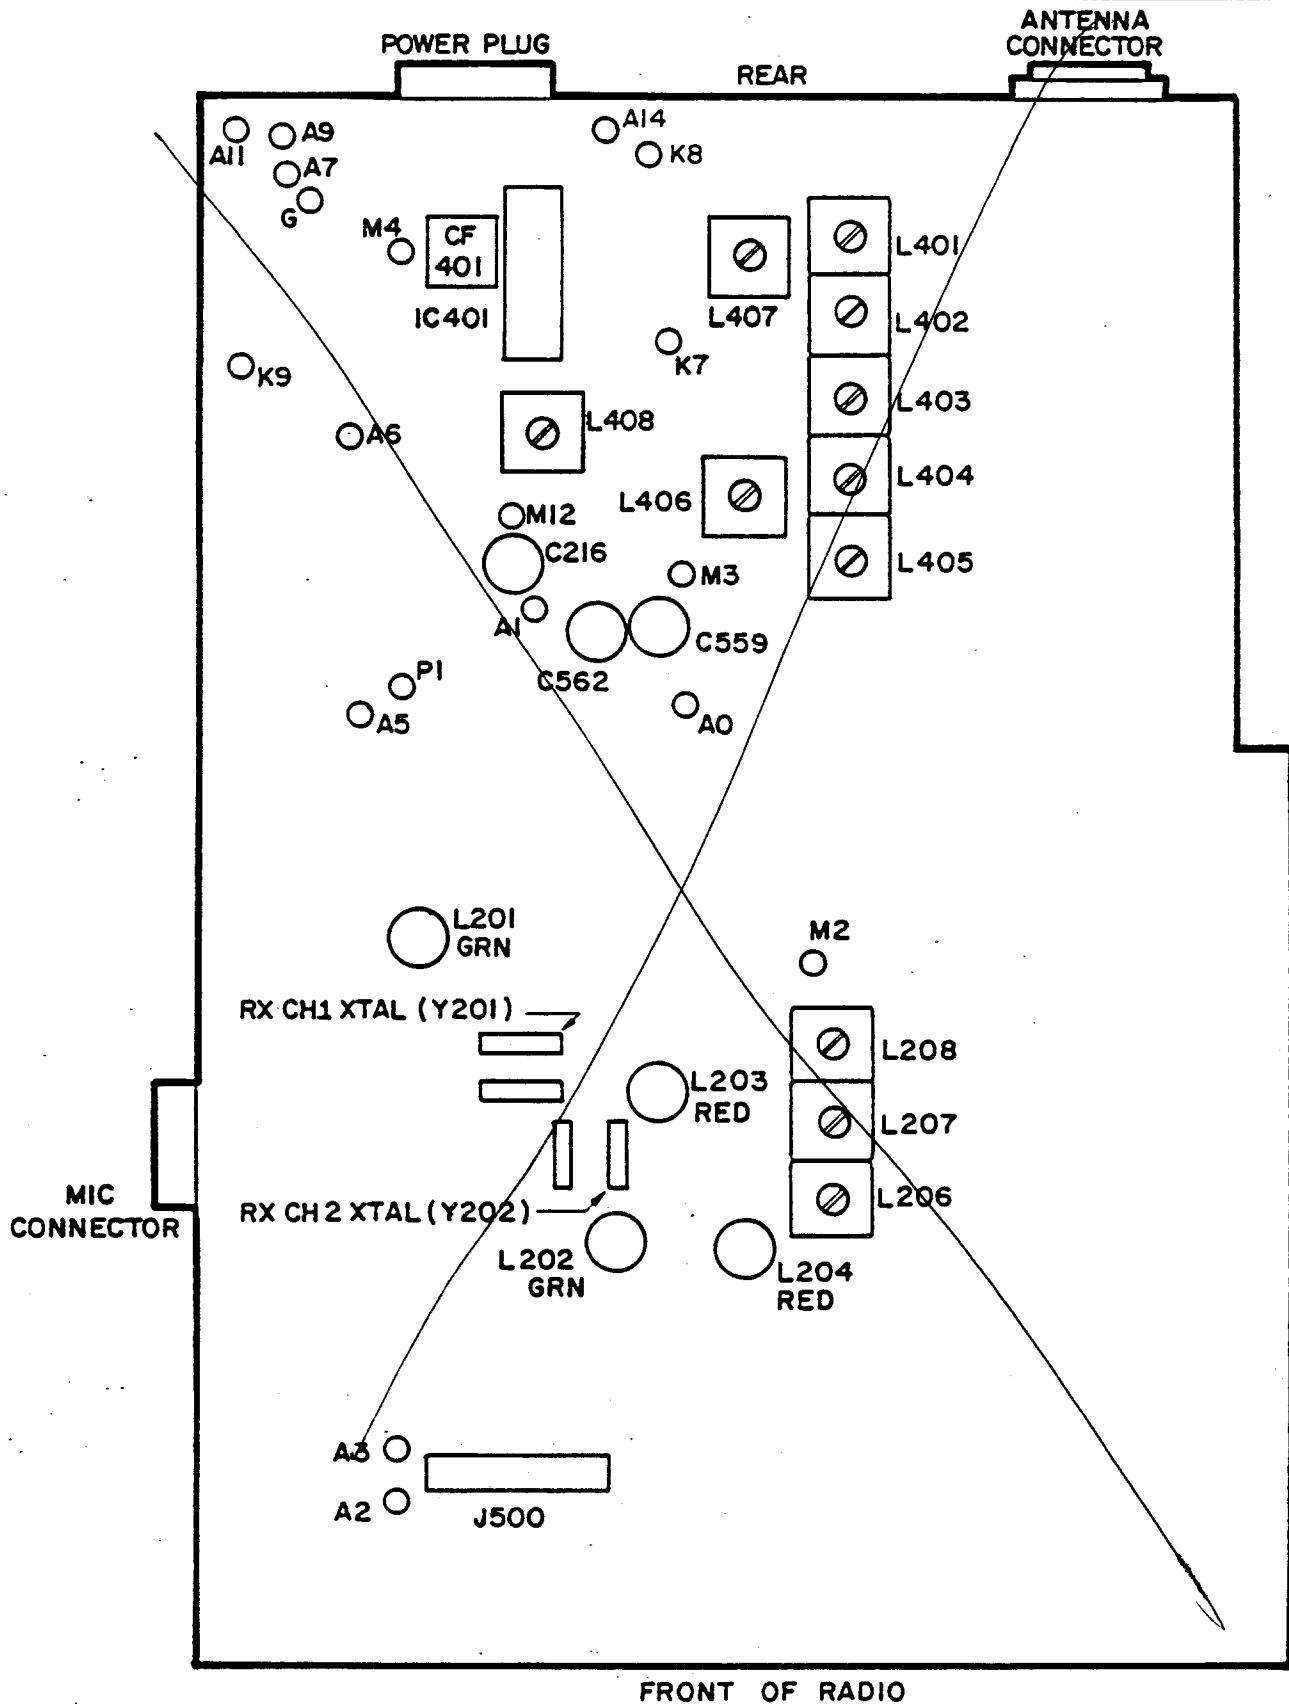 ANTENNA
CONNECTOR
POWER PLUG
REAR
A11
A9
A14
K8
A7
G
M4
CF
401
IC401
L407
L401
L402
K7
K9
L403
A6
L408
L404
L406
M12
C216
L405
M3
A1
C559
C562
P1
A5
A0
L201
GRN
M2
RX CH1 XTAL (Y201)
L208
L203
RED
L207
MIC
CONNECTOR
RX CH2 XTAL (Y202)
L206
L202
GRN
L204
RED
A3
A2
J500
FRONT OF RADIO